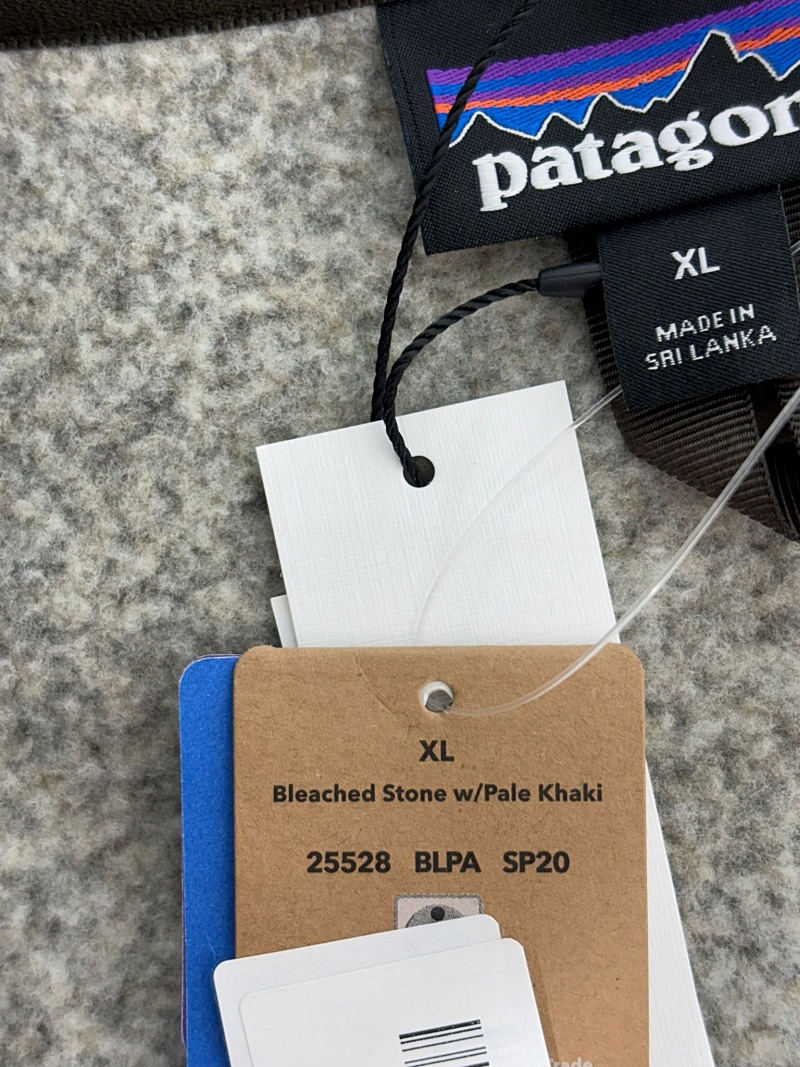 patagon
XL
MADE IN
SRI LANKA
XL
Bleached Stone w/Pale Khaki
25528 BLPA SP20